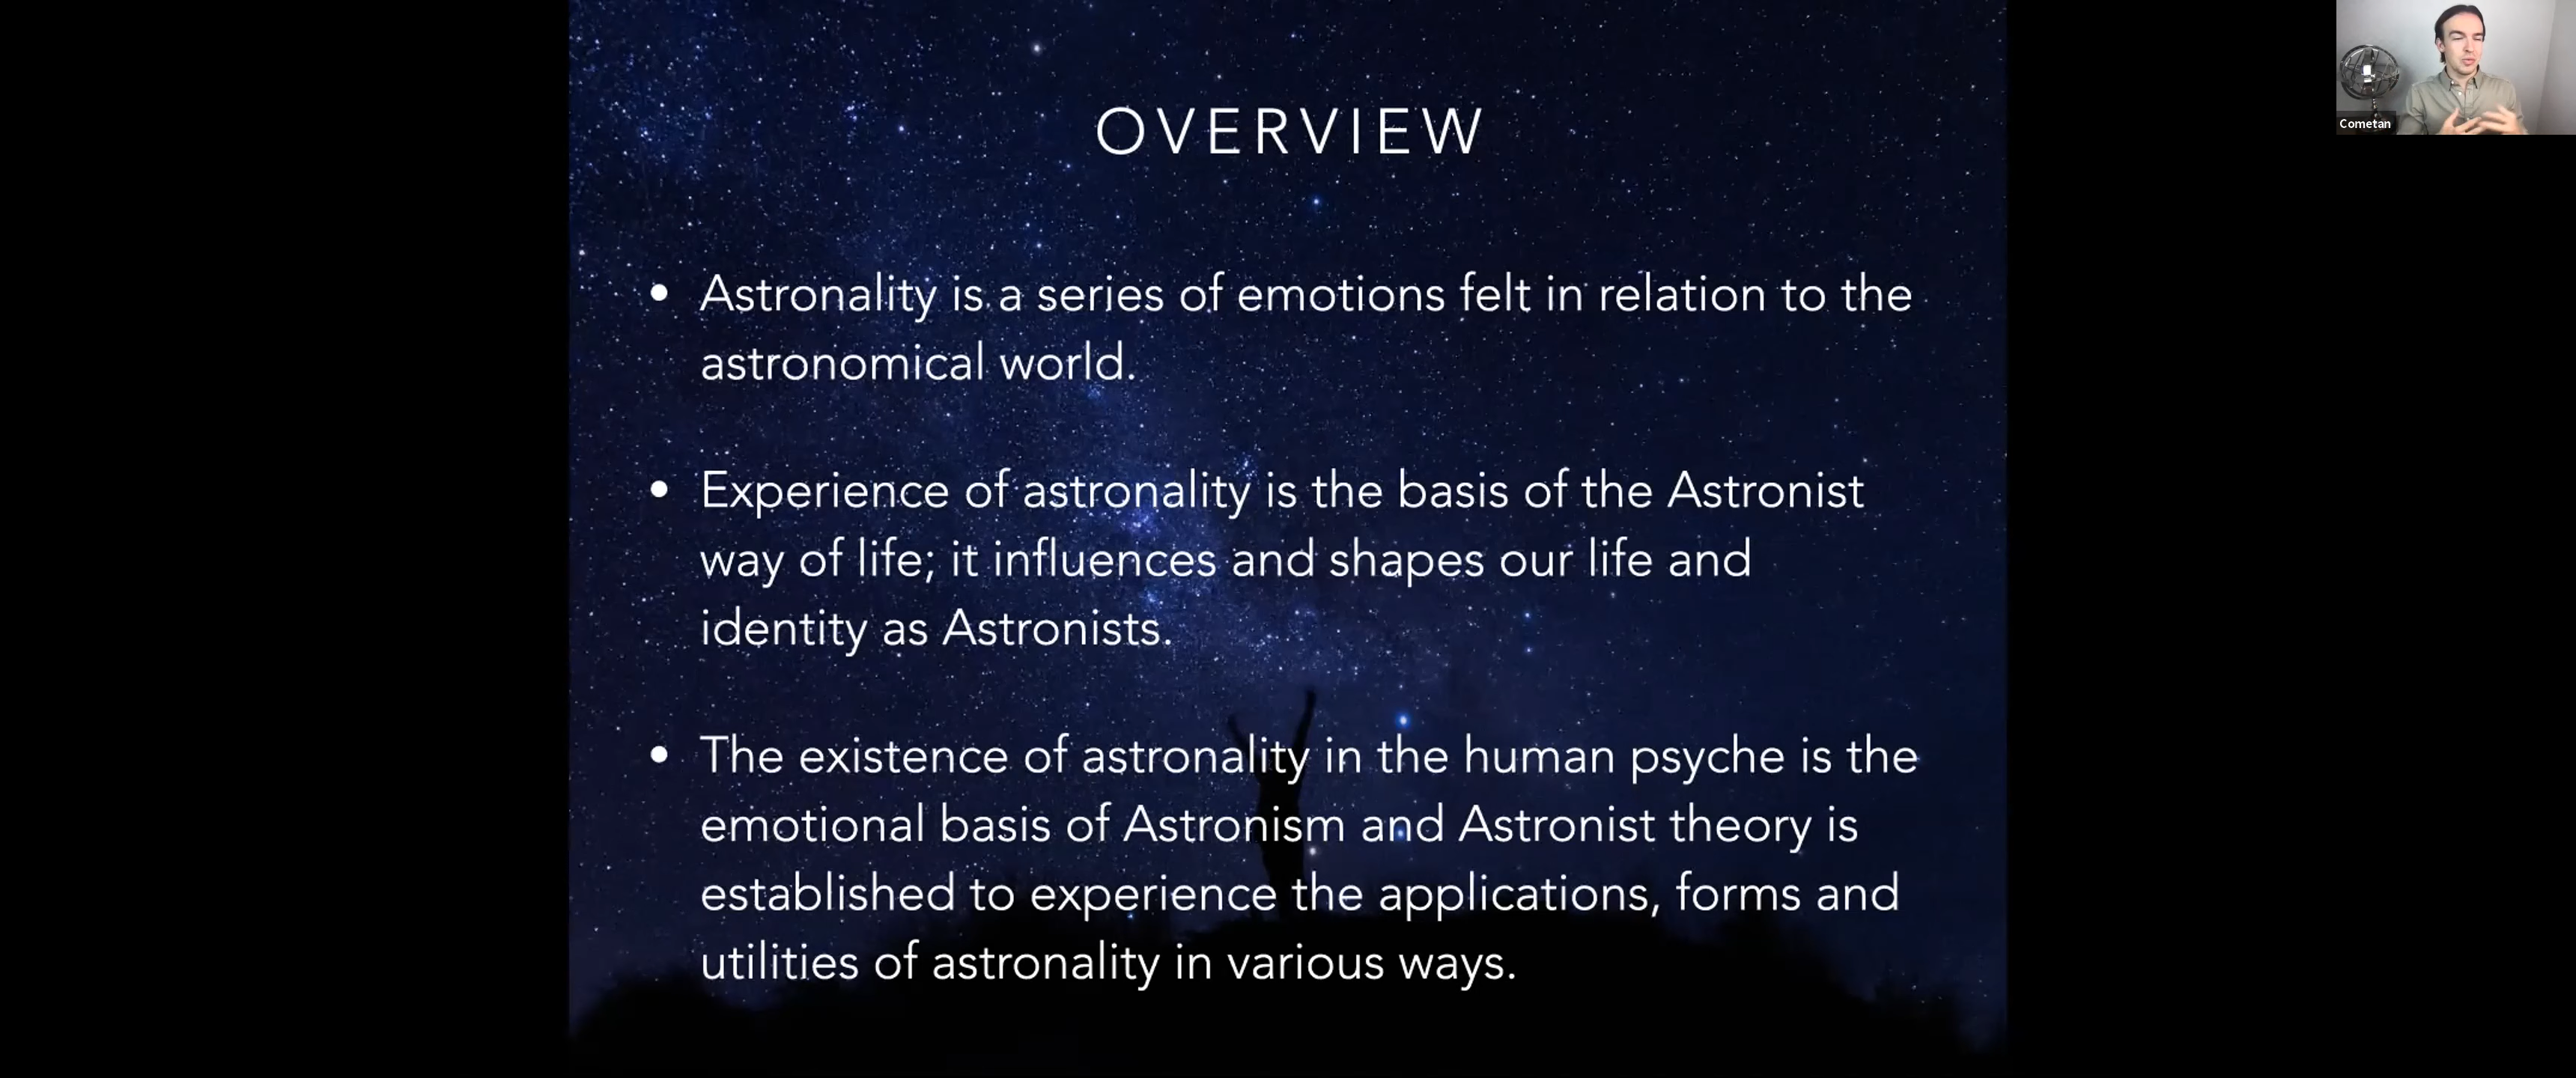 OVERVIEW
• Astronality is a series of emotions felt in relation to the
astronomical world.
• Experience of astronality is the basis of the Astronist
way of life; it influences and shapes our life and
identity as Astronists.
• The existence of astronality in the human psyche is the
emotional basis of Astronism and Astronist theory is
established to experience the applications, forms and
utilities of astronality in various ways.
Cometan